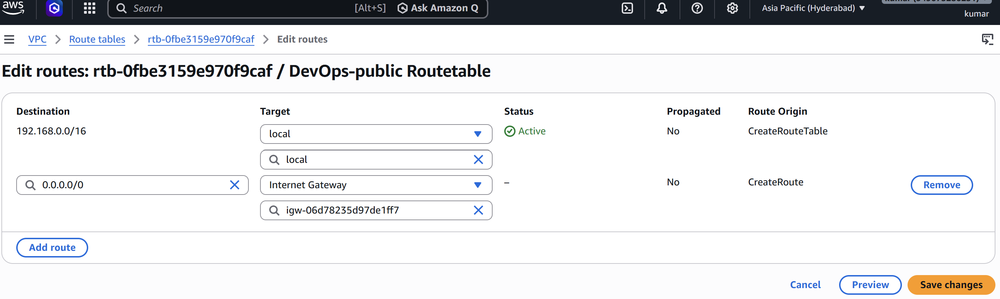 aws
Search [Alt+S] Ask Amazon Q
Asia Pacific (Hyderabad)
kumar
VPC Route tables rtb-0fbe3159e970f9caf Edit routes
Edit routes: rtb-0fbe3159e970f9caf / DevOps-public Routetable
Destination Target Status Propagated Route Origin
192.168.0.0/16 local Active No CreateRouteTable
local
0.0.0.0/0 Internet Gateway – No CreateRoute Remove
igw-06d78235d97de1ff7
Add route
Cancel Preview Save changes